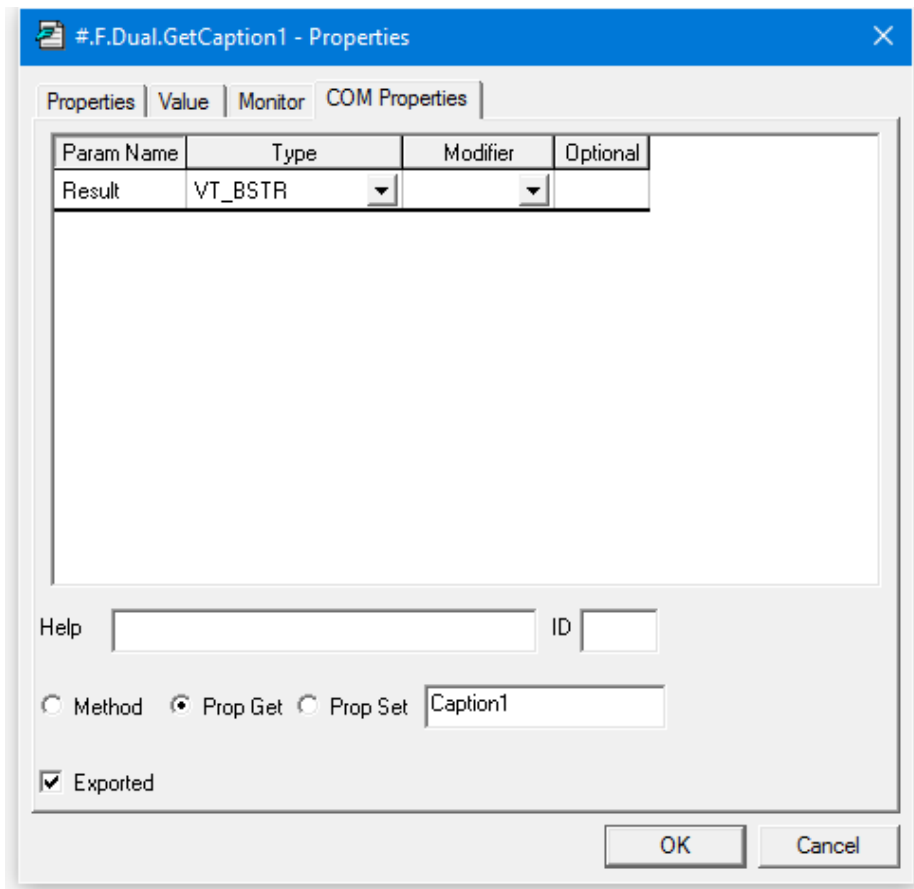 #.F.Dual.GetCaption1 - Properties
Properties Value Monitor COM Properties
Param Name Type Modifier Optional
Result VT_BSTR
Help ID
Method Prop Get Prop Set Caption1
Exported
OK Cancel